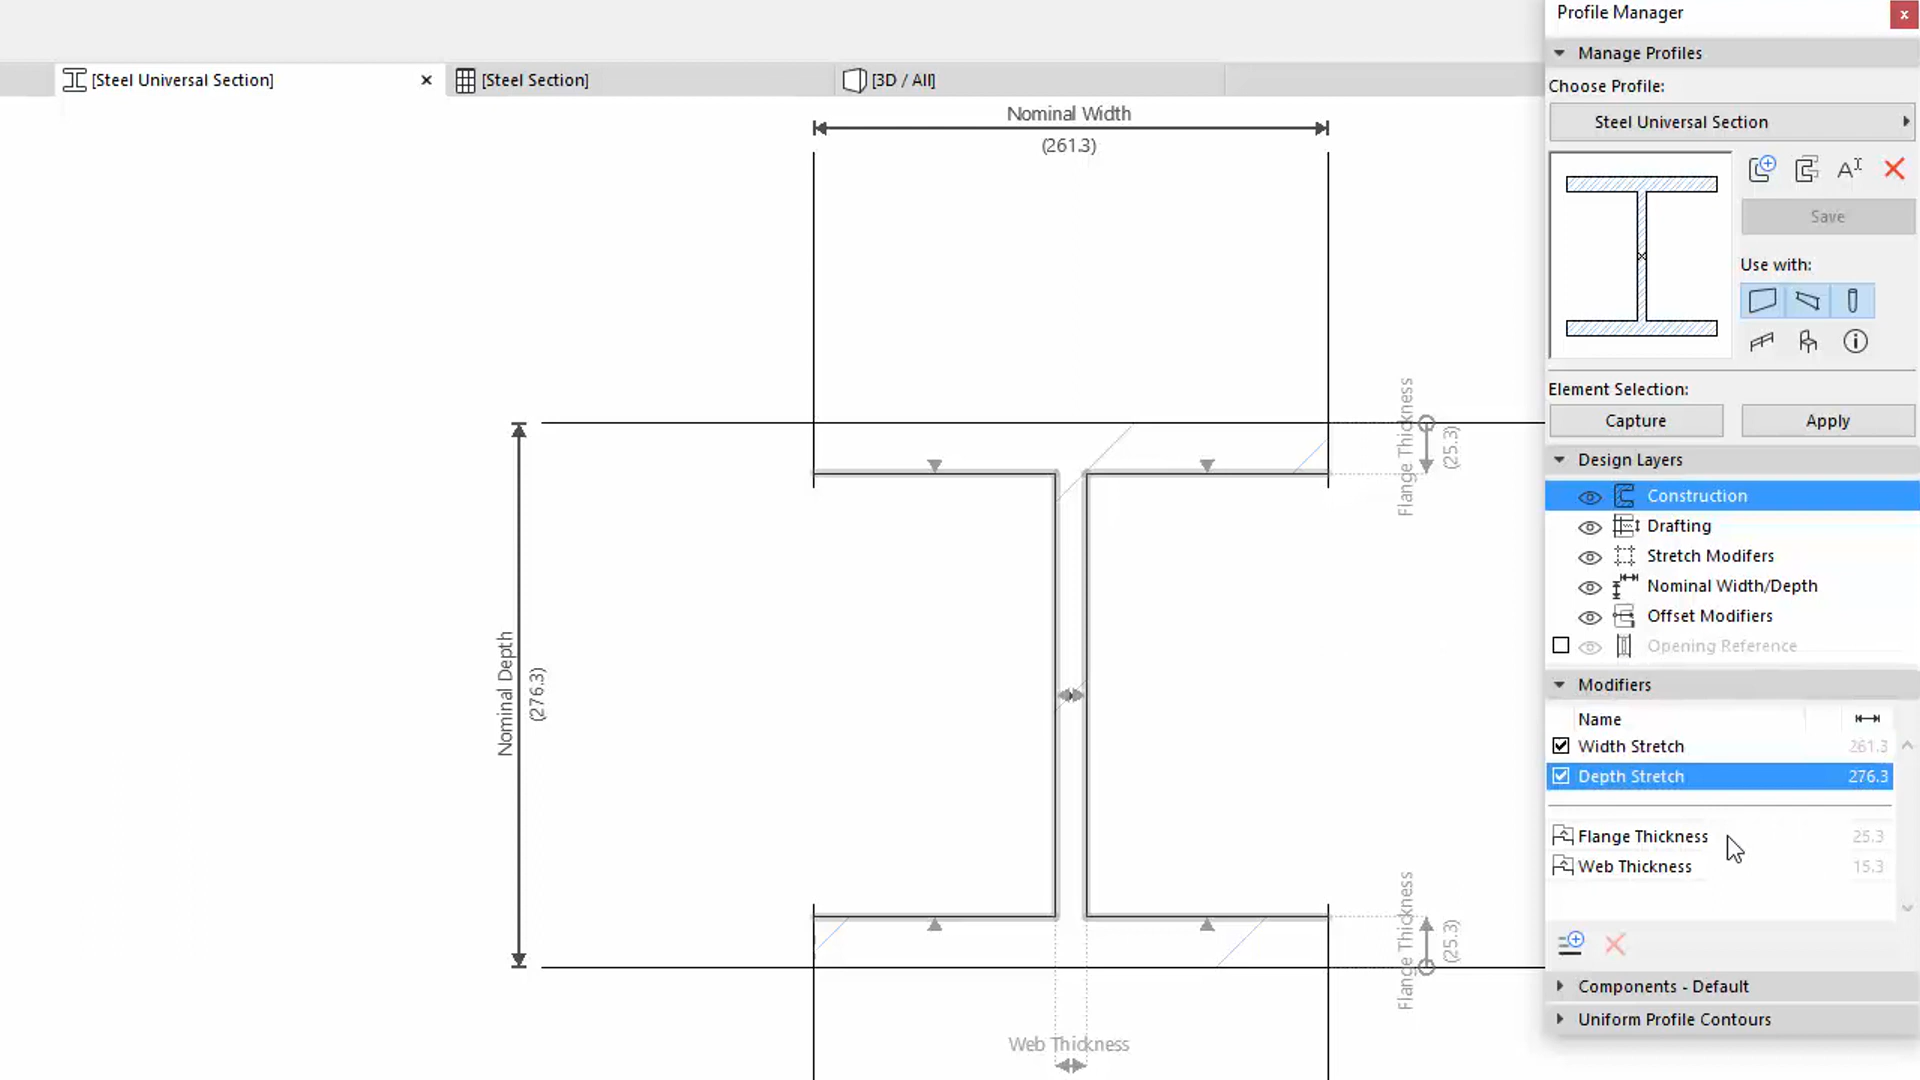 Profile Manager
x
Manage Profiles
[Steel Universal Section]
[Steel Section]
[3D / All]
Choose Profile:
Steel Universal Section
Save
Use with:
Element Selection:
Capture
Apply
Design Layers
Construction
Drafting
Stretch Modifers
Nominal Width/Depth
Offset Modifiers
Opening Reference
Modifiers
Name
Width Stretch 261.3
Depth Stretch 276.3
Flange Thickness 25.3
Web Thickness 15.3
Components - Default
Uniform Profile Contours
Nominal Width
(261.3)
Flange Thickness
(25.3)
Nominal Depth
(276.3)
Flange Thickness
(25.3)
Web Thickness